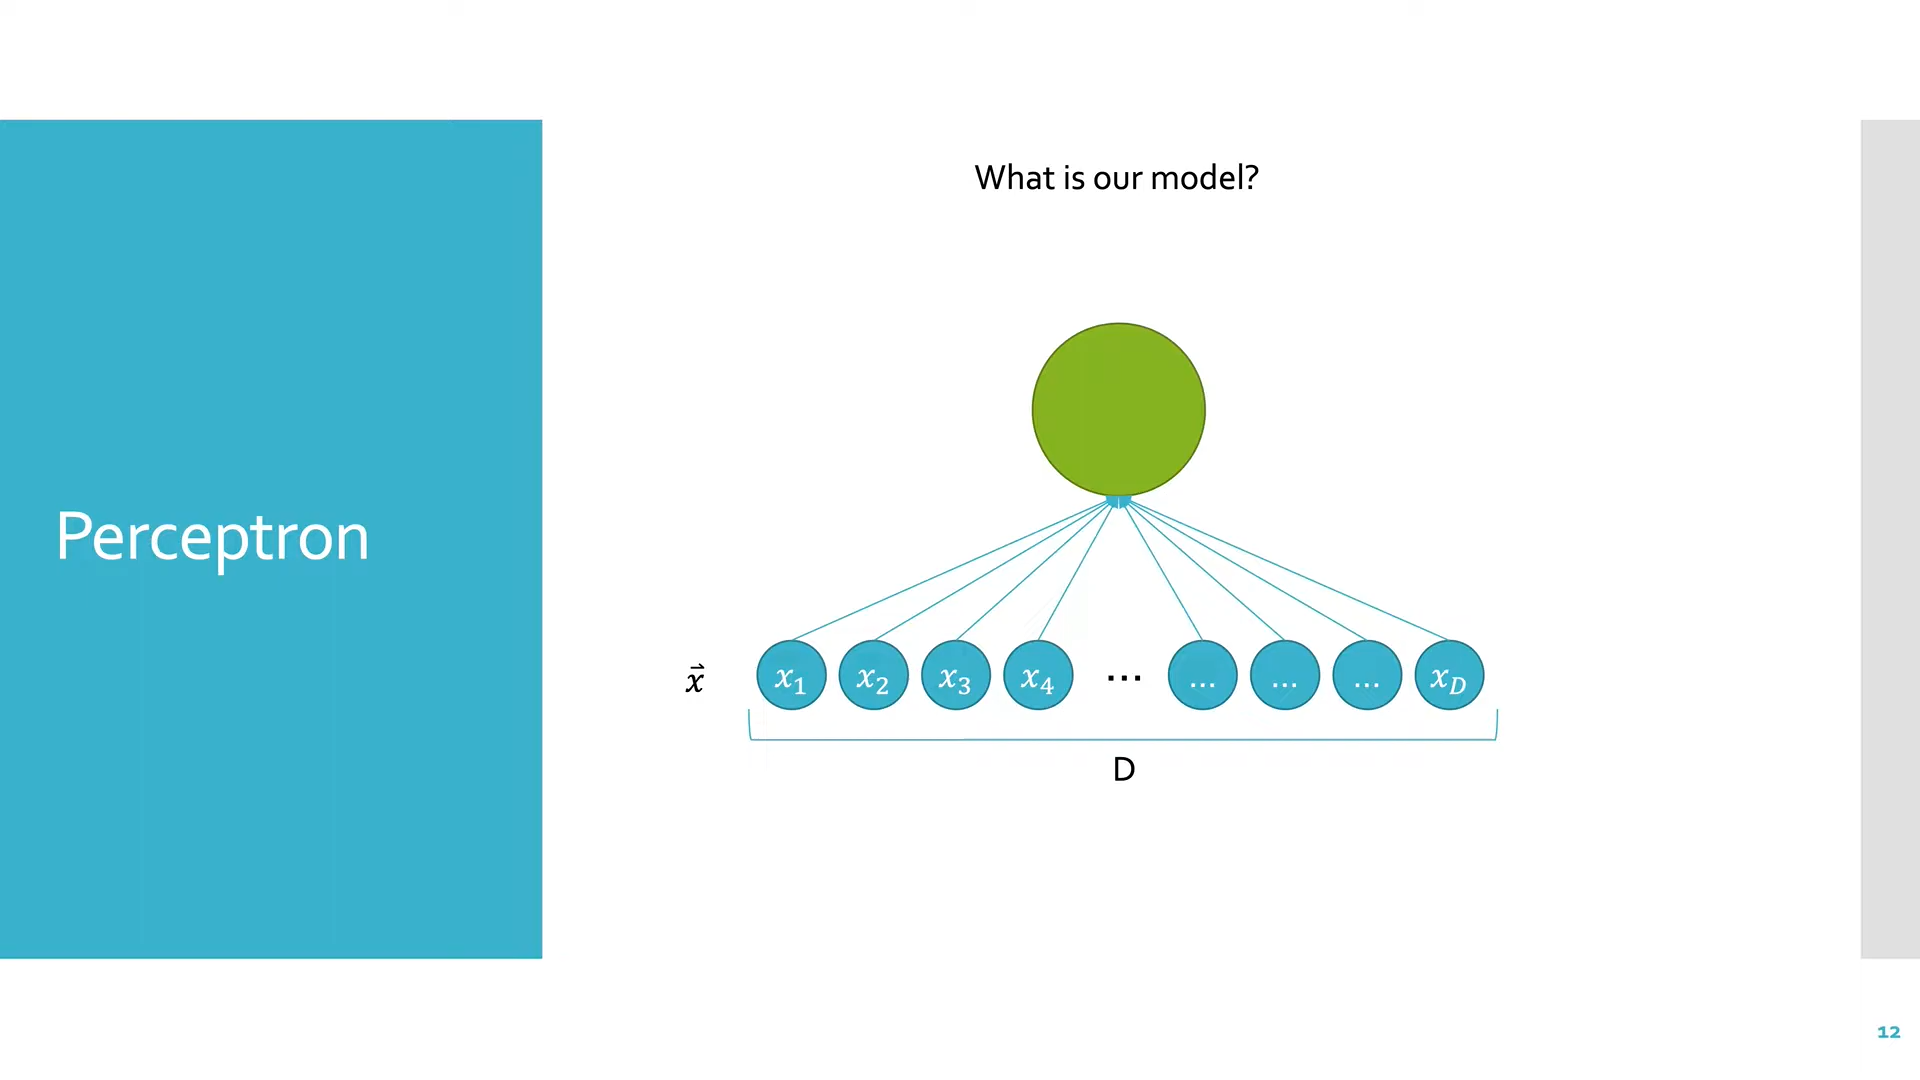 Perceptron
What is our model?
x⃗ x₁ x₂ x₃ x₄ ... ... ... ... x_D
D
12